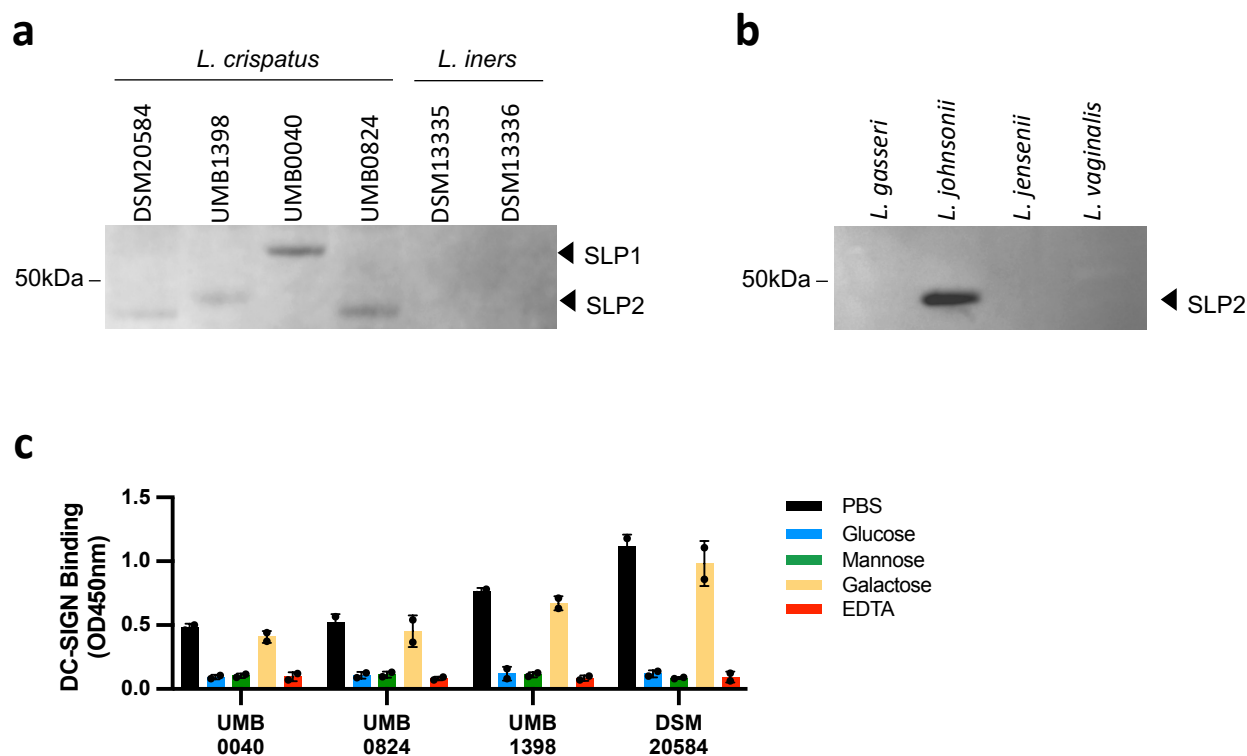 a
L. crispatus
L. iners
DSM20584
UMB1398
UMB0040
UMB0824
DSM13335
DSM13336
50kDa
SLP1
SLP2
b
L. gasseri
L. johnsonii
L. jensenii
L. vaginalis
50kDa
SLP2
c
DC-SIGN Binding
(OD450nm)
1.5
1.0
0.5
0.0
UMB
0040
UMB
0824
UMB
1398
DSM
20584
PBS
Glucose
Mannose
Galactose
EDTA